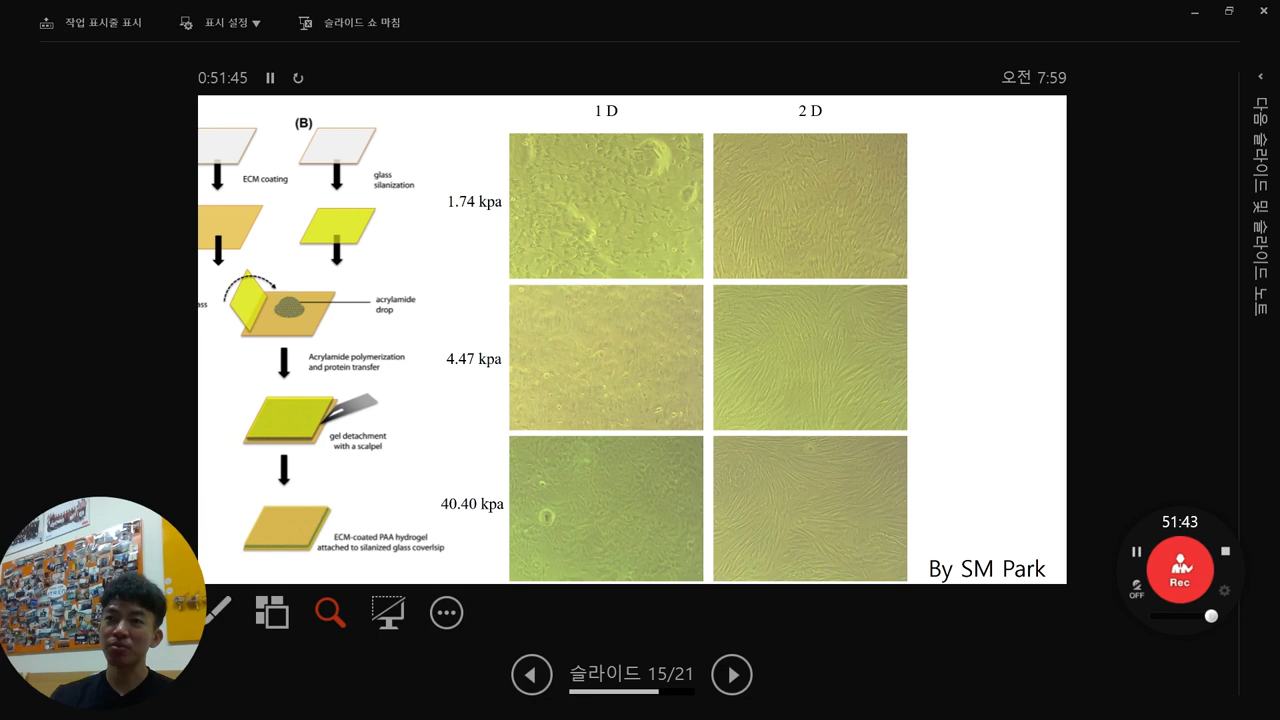 작업 표시줄 표시
표시 설정 ▼
슬라이드 쇼 마침
0:51:45
오전 7:59
다음 슬라이드 및 슬라이드 노트
(B)
ECM coating
glass
silanization
ass
acrylamide
drop
Acrylamide polymerization
and protein transfer
gel detachment
with a scalpel
ECM-coated PAA hydrogel
attached to silanized glass coverlsip
1 D
2 D
1.74 kpa
4.47 kpa
40.40 kpa
By SM Park
51:43
Rec
OFF
슬라이드 15/21